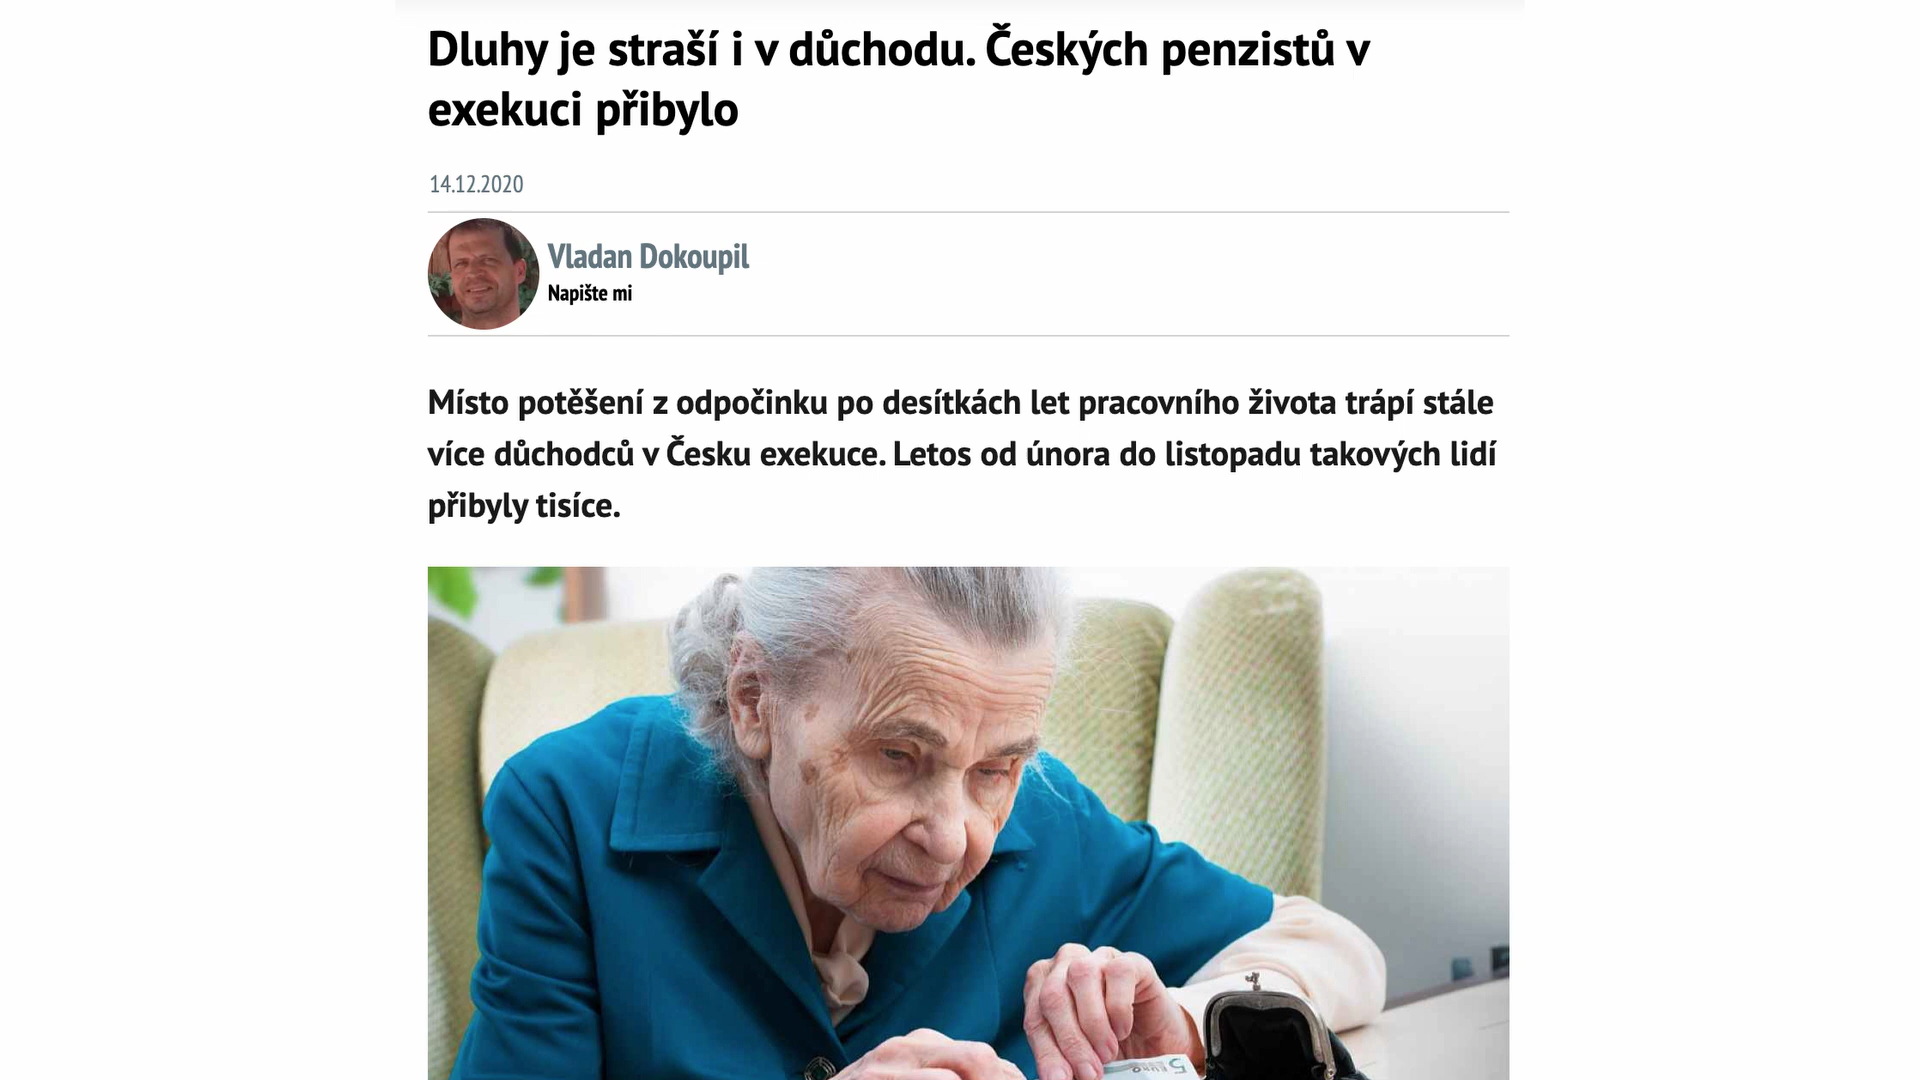 Dluhy je straší i v důchodu. Českých penzistů v
exekuci přibylo
14.12.2020
Vladan Dokoupil
Napište mi
Místo potěšení z odpočinku po desítkách let pracovního života trápí stále
více důchodců v Česku exekuce. Letos od února do listopadu takových lidí
přibyly tisíce.
5 EURO